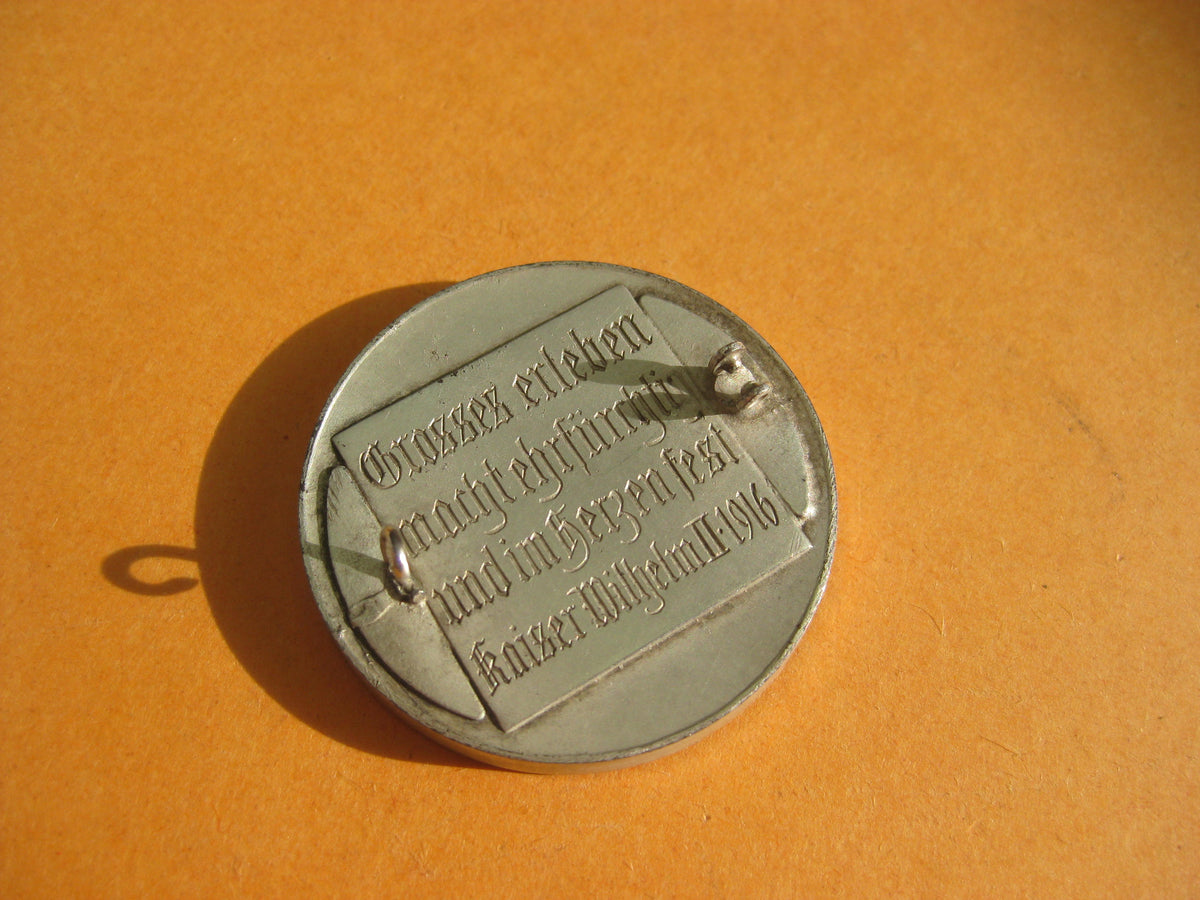 Grosses erleben
macht ehrfürchtig
und im Herzen fest
Kaiser Wilhelm II·1916